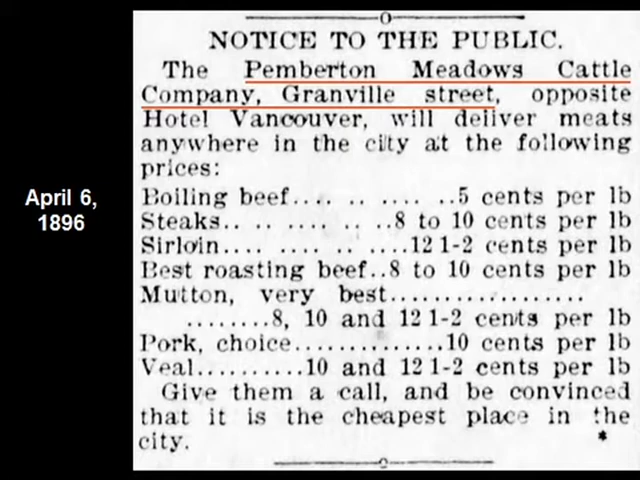 April 6,
1896
NOTICE TO THE PUBLIC.
The Pemberton Meadows Cattle
Company, Granville street, opposite
Hotel Vancouver, will deliver meats
anywhere in the city at the following
prices:
Boiling beef.... .. .... ..5 cents per lb
Steaks.. .. .... .. ..8 to 10 cents per lb
Sirloin.... .... .. ....12 1-2 cents per lb
Best roasting beef..8 to 10 cents per lb
Mutton, very best.................
........8, 10 and 12 1-2 cents per lb
Pork, choice..............10 cents per lb
Veal..........10 and 12 1-2 cents per lb
Give them a call, and be convinced
that it is the cheapest place in the
city. *